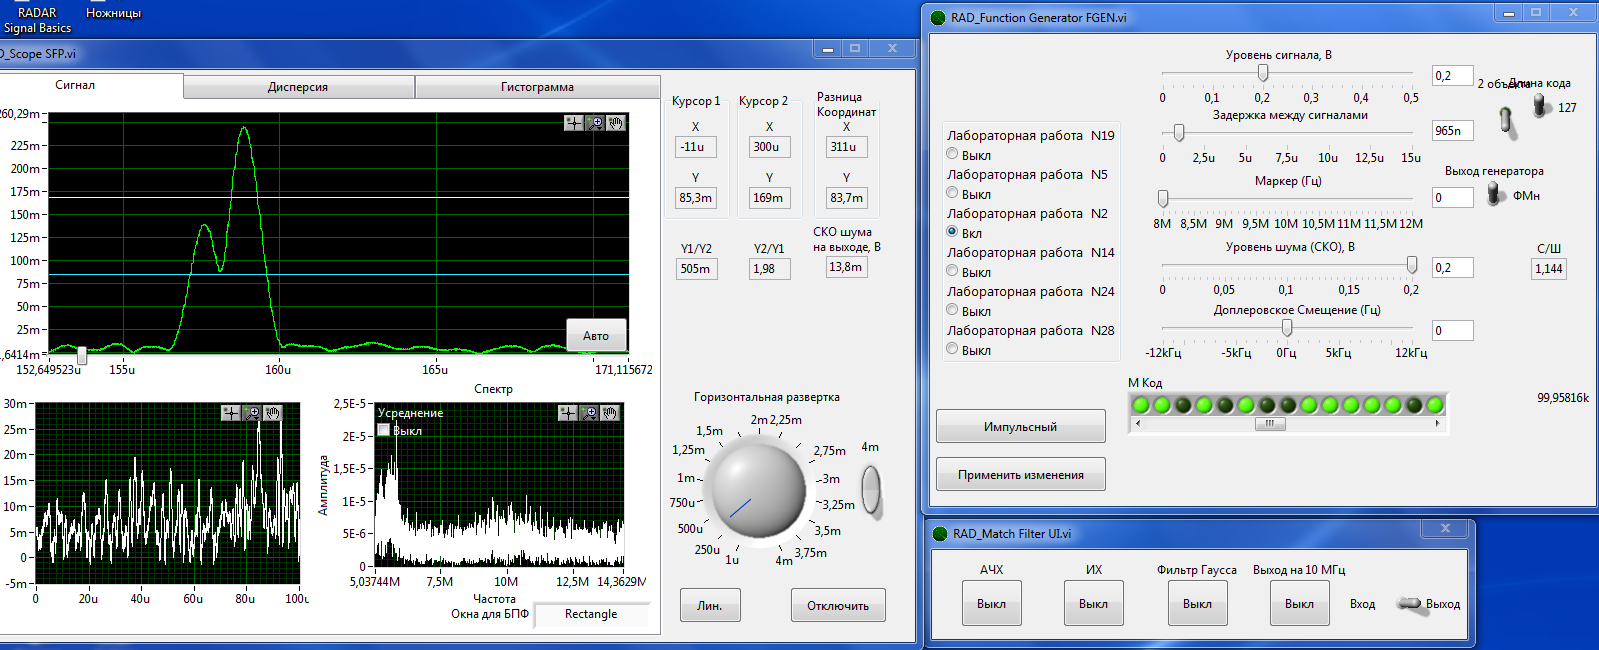 RADAR
Signal Basics
Ножницы
D_Scope SFP.vi
Сигнал
Дисперсия
Гистограмма
260,29m
225m
200m
175m
150m
125m
100m
75m
50m
25m
,6414m
152,649523u
155u
160u
165u
171,115672
Авто
Курсор 1
Курсор 2
Разница
Координат
X
X
X
-11u
300u
311u
Y
Y
Y
85,3m
169m
83,7m
Y1/Y2
Y2/Y1
СКО шума
на выходе, В
505m
1,98
13,8m
30m
25m
20m
15m
10m
5m
0
-5m
0
20u
40u
60u
80u
100u
Спектр
Усреднение
Выкл
Амплитуда
2,5E-5
2E-5
1,5E-5
1E-5
5E-6
0
5,03744M
7,5M
10M
12,5M
14,3629M
Частота
Окна для БПФ
Rectangle
Горизонтальная развертка
1u
250u
500u
750u
1m
1,25m
1,5m
2m
2,25m
2,75m
3m
3,25m
3,5m
3,75m
4m
4m
Лин.
Отключить
RAD_Function Generator FGEN.vi
Лабораторная работа N19
Выкл
Лабораторная работа N5
Выкл
Лабораторная работа N2
Вкл
Лабораторная работа N14
Выкл
Лабораторная работа N24
Выкл
Лабораторная работа N28
Выкл
Импульсный
Применить изменения
Уровень сигнала, В
0,2
0
0,1
0,2
0,3
0,4
0,5
Задержка между сигналами
965n
0
2,5u
5u
7,5u
10u
12,5u
15u
Маркер (Гц)
0
8M
8,5M
9M
9,5M
10M
10,5M
11M
11,5M
12M
Уровень шума (СКО), В
0,2
0
0,05
0,1
0,15
0,2
Доплеровское Смещение (Гц)
0
-12кГц
-5кГц
0Гц
5кГц
12кГц
2 объекта
Длина кода
127
Выход генератора
ФМн
С/Ш
1,144
М Код
99,95816k
RAD_Match Filter UI.vi
АЧХ
ИХ
Фильтр Гаусса
Выход на 10 МГц
Выкл
Выкл
Выкл
Выкл
Вход
Выход